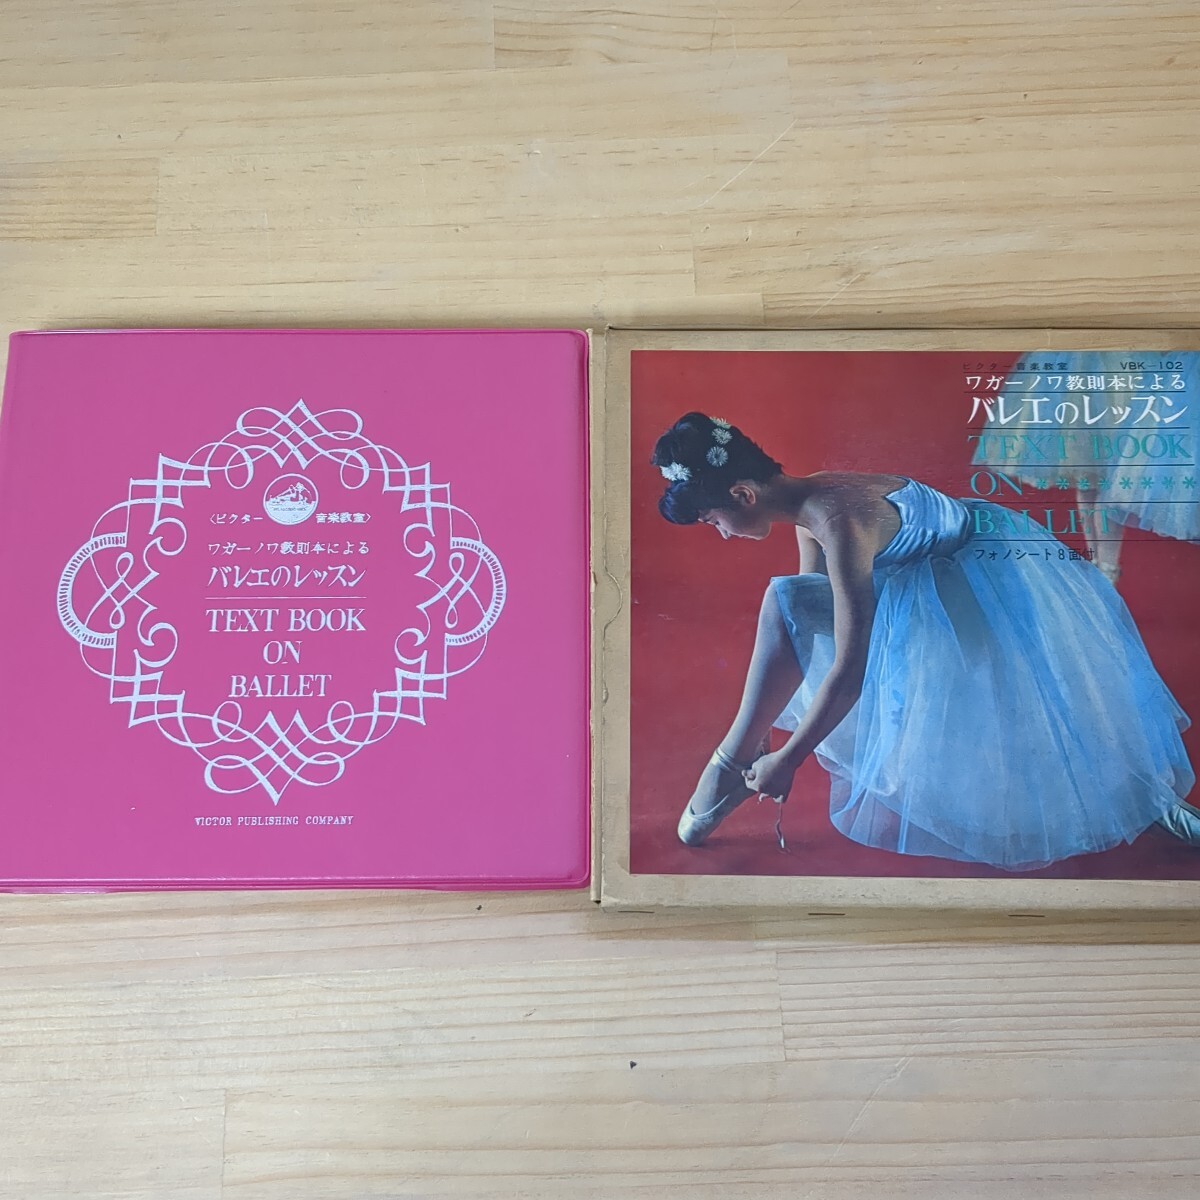 〈ビクター 音楽教室〉
ワガーノワ教則本による
バレエのレッスン
TEXT BOOK
ON
BALLET
VICTOR PUBLISHING COMPANY
ビクター音楽教室 VBK-102
ワガーノワ教則本による
バレエのレッスン
TEXT BOOK
ON ********
BALLET
フォノシート8面付